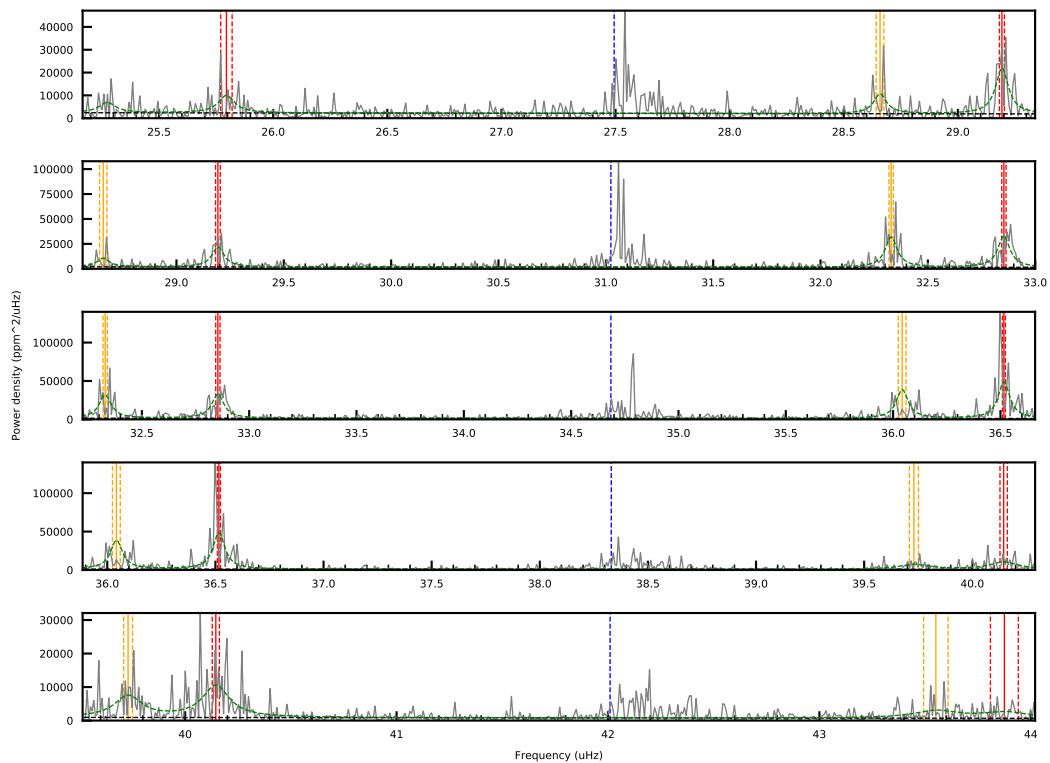 40000
30000
20000
10000
0
25.5 26.0 26.5 27.0 27.5 28.0 28.5 29.0
100000
75000
50000
25000
0
29.0 29.5 30.0 30.5 31.0 31.5 32.0 32.5 33.0
Power density (ppm^2/uHz)
100000
50000
0
32.5 33.0 33.5 34.0 34.5 35.0 35.5 36.0 36.5
100000
50000
0
36.0 36.5 37.0 37.5 38.0 38.5 39.0 39.5 40.0
30000
20000
10000
0
40 41 42 43 44
Frequency (uHz)